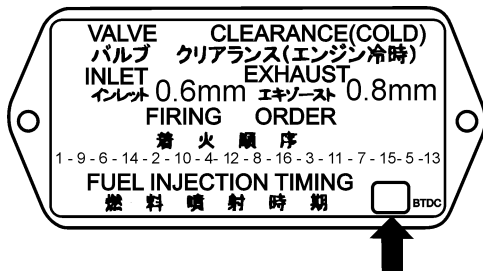 VALVE CLEARANCE(COLD)
バルブ クリアランス(エンジン冷時)
INLET EXHAUST
インレット 0.6mm エキゾースト 0.8mm
FIRING ORDER
着火順序
1 - 9 - 6 - 14 - 2 - 10 - 4- 12 - 8 - 16 - 3 - 11 - 7 - 15- 5 -13
FUEL INJECTION TIMING
燃料噴射時期 BTDC